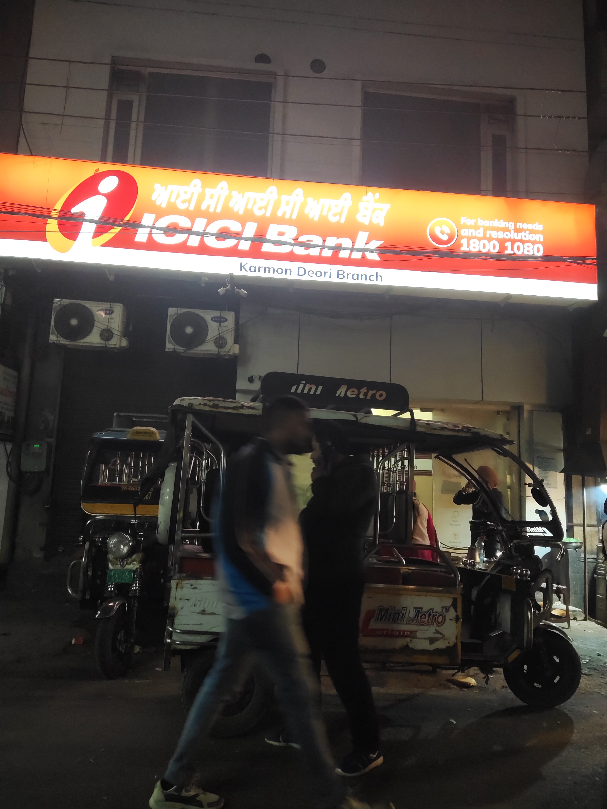 ਆਈ ਸੀ ਆਈ ਸੀ ਆਈ ਬੈਂਕ
ICICI Bank
For banking needs
and resolution
1800 1080
Karmon Deori Branch
Mini Metro
Mini Metro